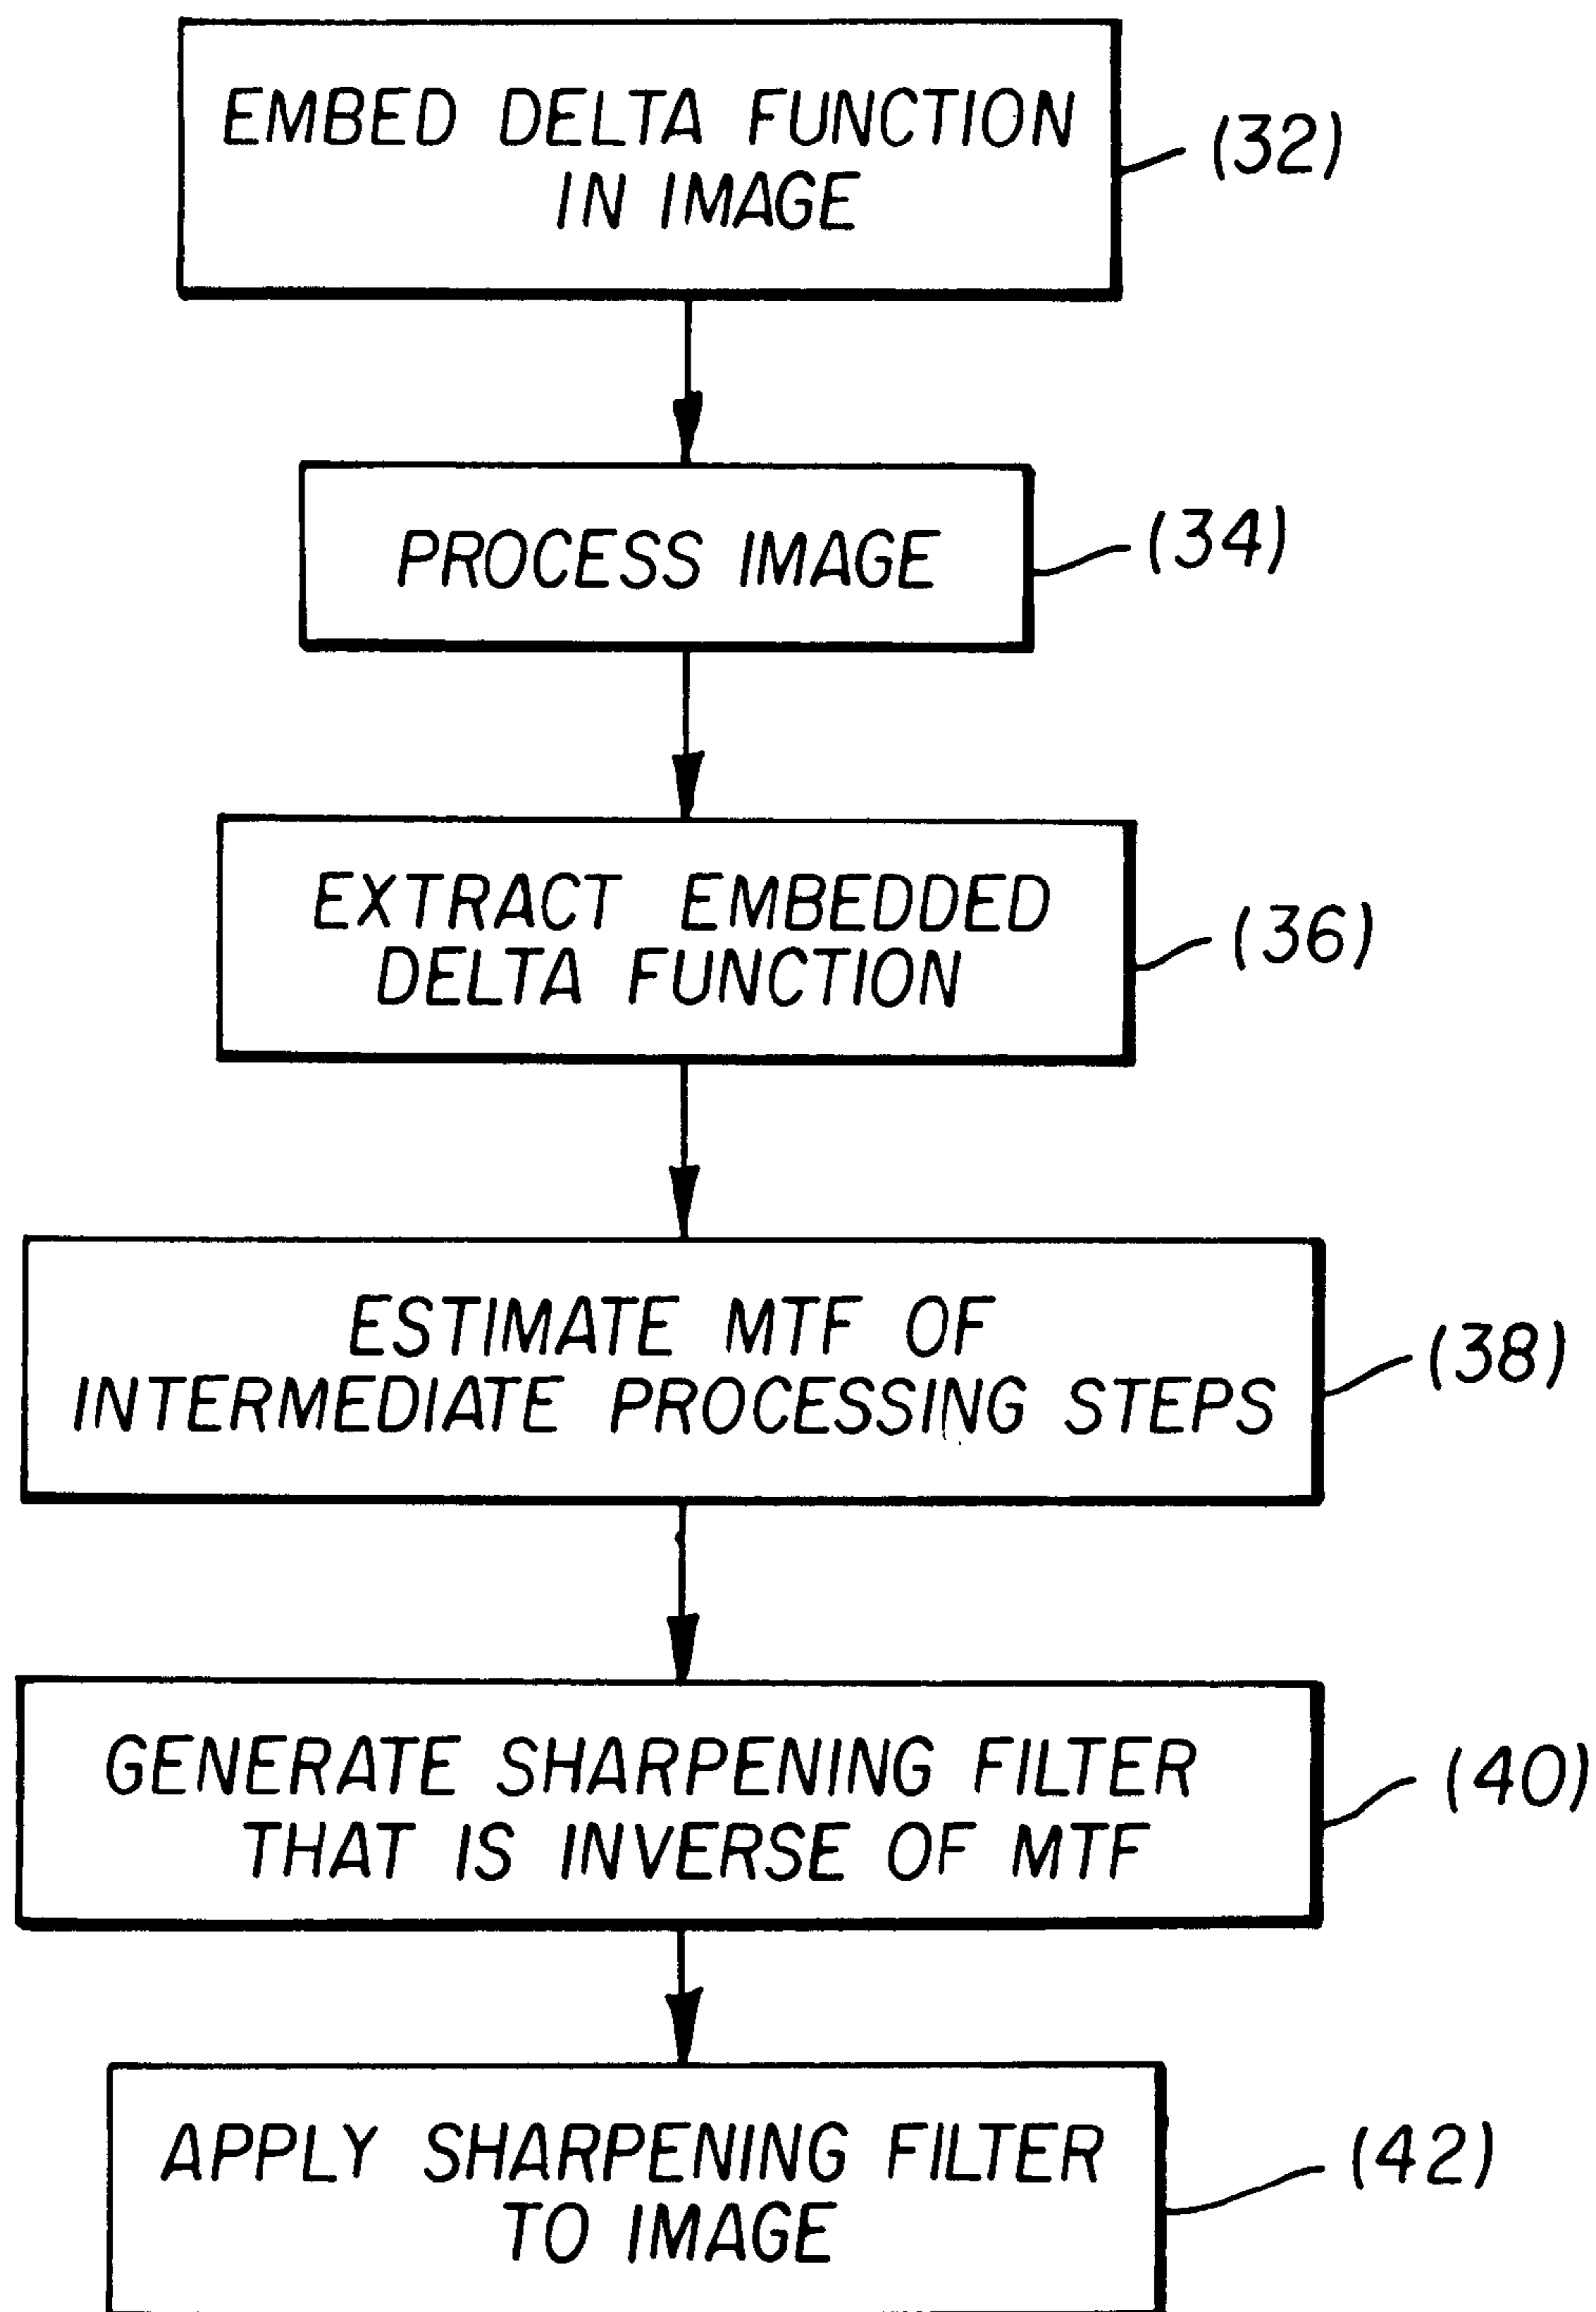 EMBED DELTA FUNCTION
IN IMAGE
(32)
PROCESS IMAGE
(34)
EXTRACT EMBEDDED
DELTA FUNCTION
(36)
ESTIMATE MTF OF
INTERMEDIATE PROCESSING STEPS
(38)
GENERATE SHARPENING FILTER
THAT IS INVERSE OF MTF
(40)
APPLY SHARPENING FILTER
TO IMAGE
(42)